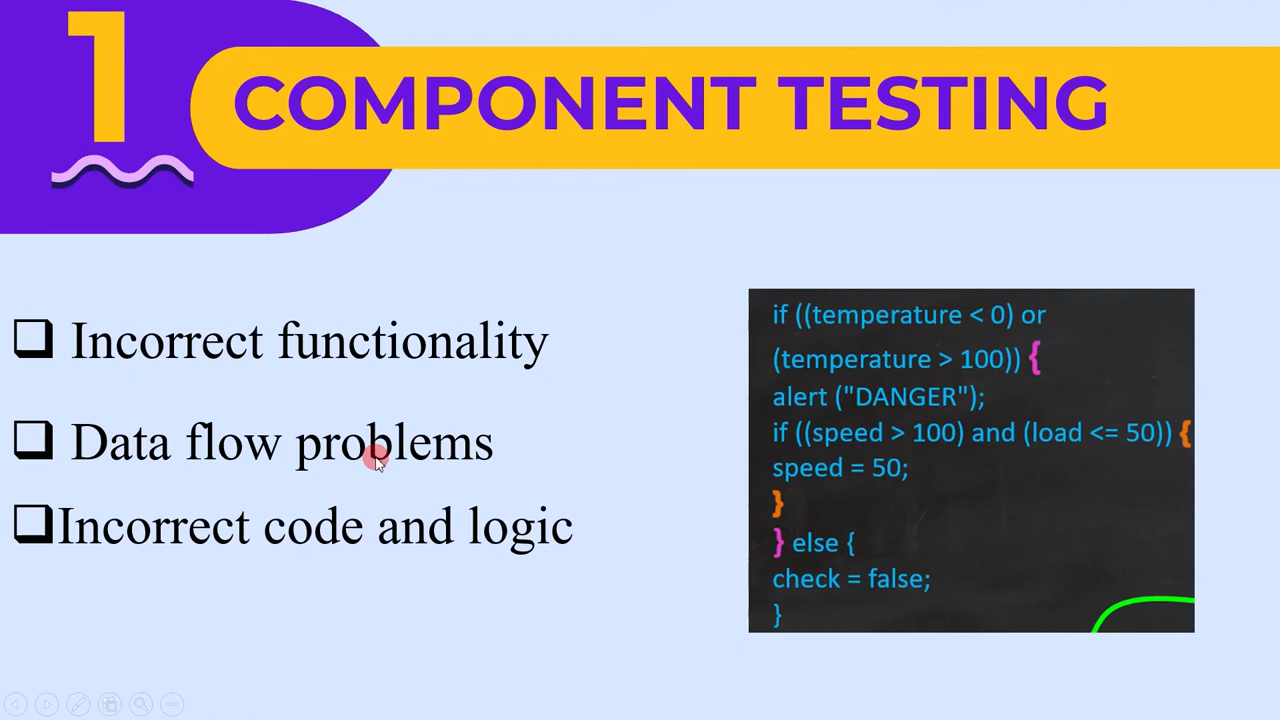 1
COMPONENT TESTING
Incorrect functionality
Data flow problems
Incorrect code and logic
if ((temperature < 0) or
(temperature > 100)) {
alert ("DANGER");
if ((speed > 100) and (load <= 50)) {
speed = 50;
}
} else {
check = false;
}